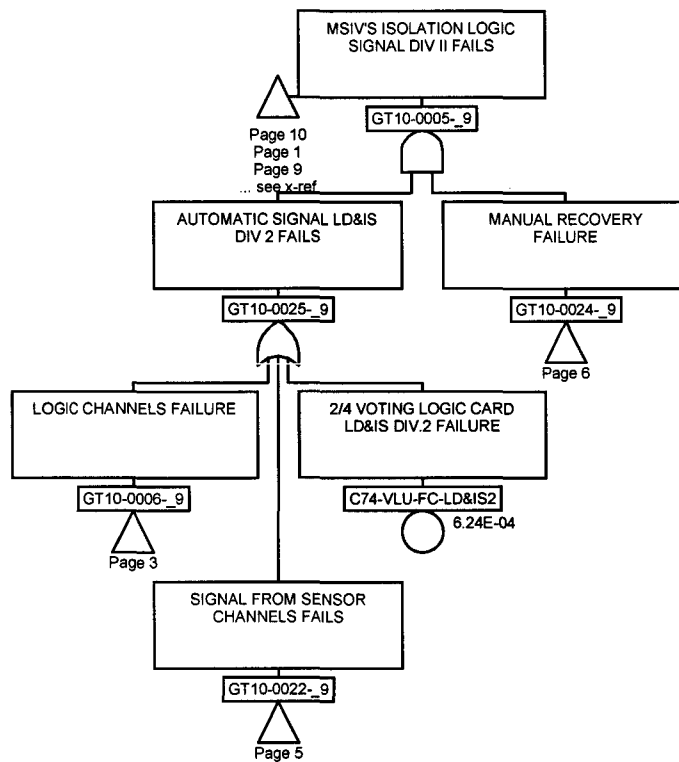 MSIV'S ISOLATION LOGIC
SIGNAL DIV II FAILS
GT10-0005-_9
Page 10
Page 1
Page 9
... see x-ref
AUTOMATIC SIGNAL LD&IS
DIV 2 FAILS
GT10-0025-_9
MANUAL RECOVERY
FAILURE
GT10-0024-_9
Page 6
LOGIC CHANNELS FAILURE
GT10-0006-_9
Page 3
2/4 VOTING LOGIC CARD
LD&IS DIV.2 FAILURE
C74-VLU-FC-LD&IS2
6.24E-04
SIGNAL FROM SENSOR
CHANNELS FAILS
GT10-0022-_9
Page 5